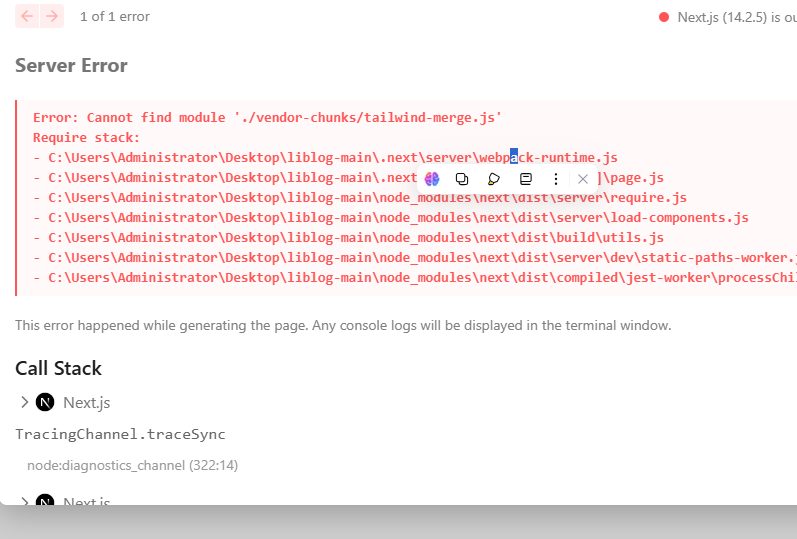 1 of 1 error
Next.js (14.2.5) is ou
Server Error
Error: Cannot find module './vendor-chunks/tailwind-merge.js'
Require stack:
- C:\Users\Administrator\Desktop\liblog-main\.next\server\webpack-runtime.js
- C:\Users\Administrator\Desktop\liblog-main\.next ]\page.js
- C:\Users\Administrator\Desktop\liblog-main\node_modules\next\dist\server\require.js
- C:\Users\Administrator\Desktop\liblog-main\node_modules\next\dist\server\load-components.js
- C:\Users\Administrator\Desktop\liblog-main\node_modules\next\dist\build\utils.js
- C:\Users\Administrator\Desktop\liblog-main\node_modules\next\dist\server\dev\static-paths-worker.j
- C:\Users\Administrator\Desktop\liblog-main\node_modules\next\dist\compiled\jest-worker\processChil
This error happened while generating the page. Any console logs will be displayed in the terminal window.
Call Stack
N Next.js
TracingChannel.traceSync
node:diagnostics_channel (322:14)
N Next.js